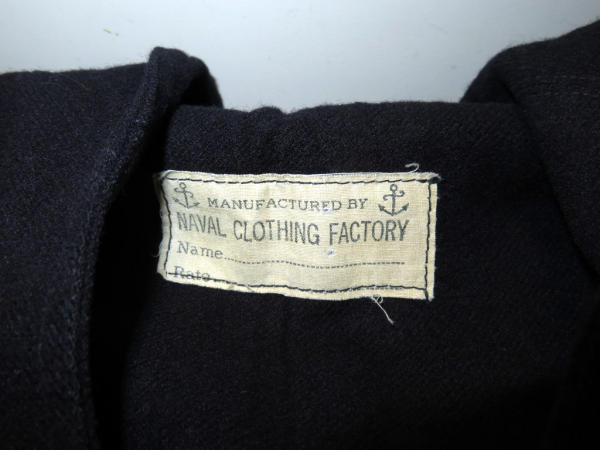 MANUFACTURED BY
NAVAL CLOTHING FACTORY
Name
Rate